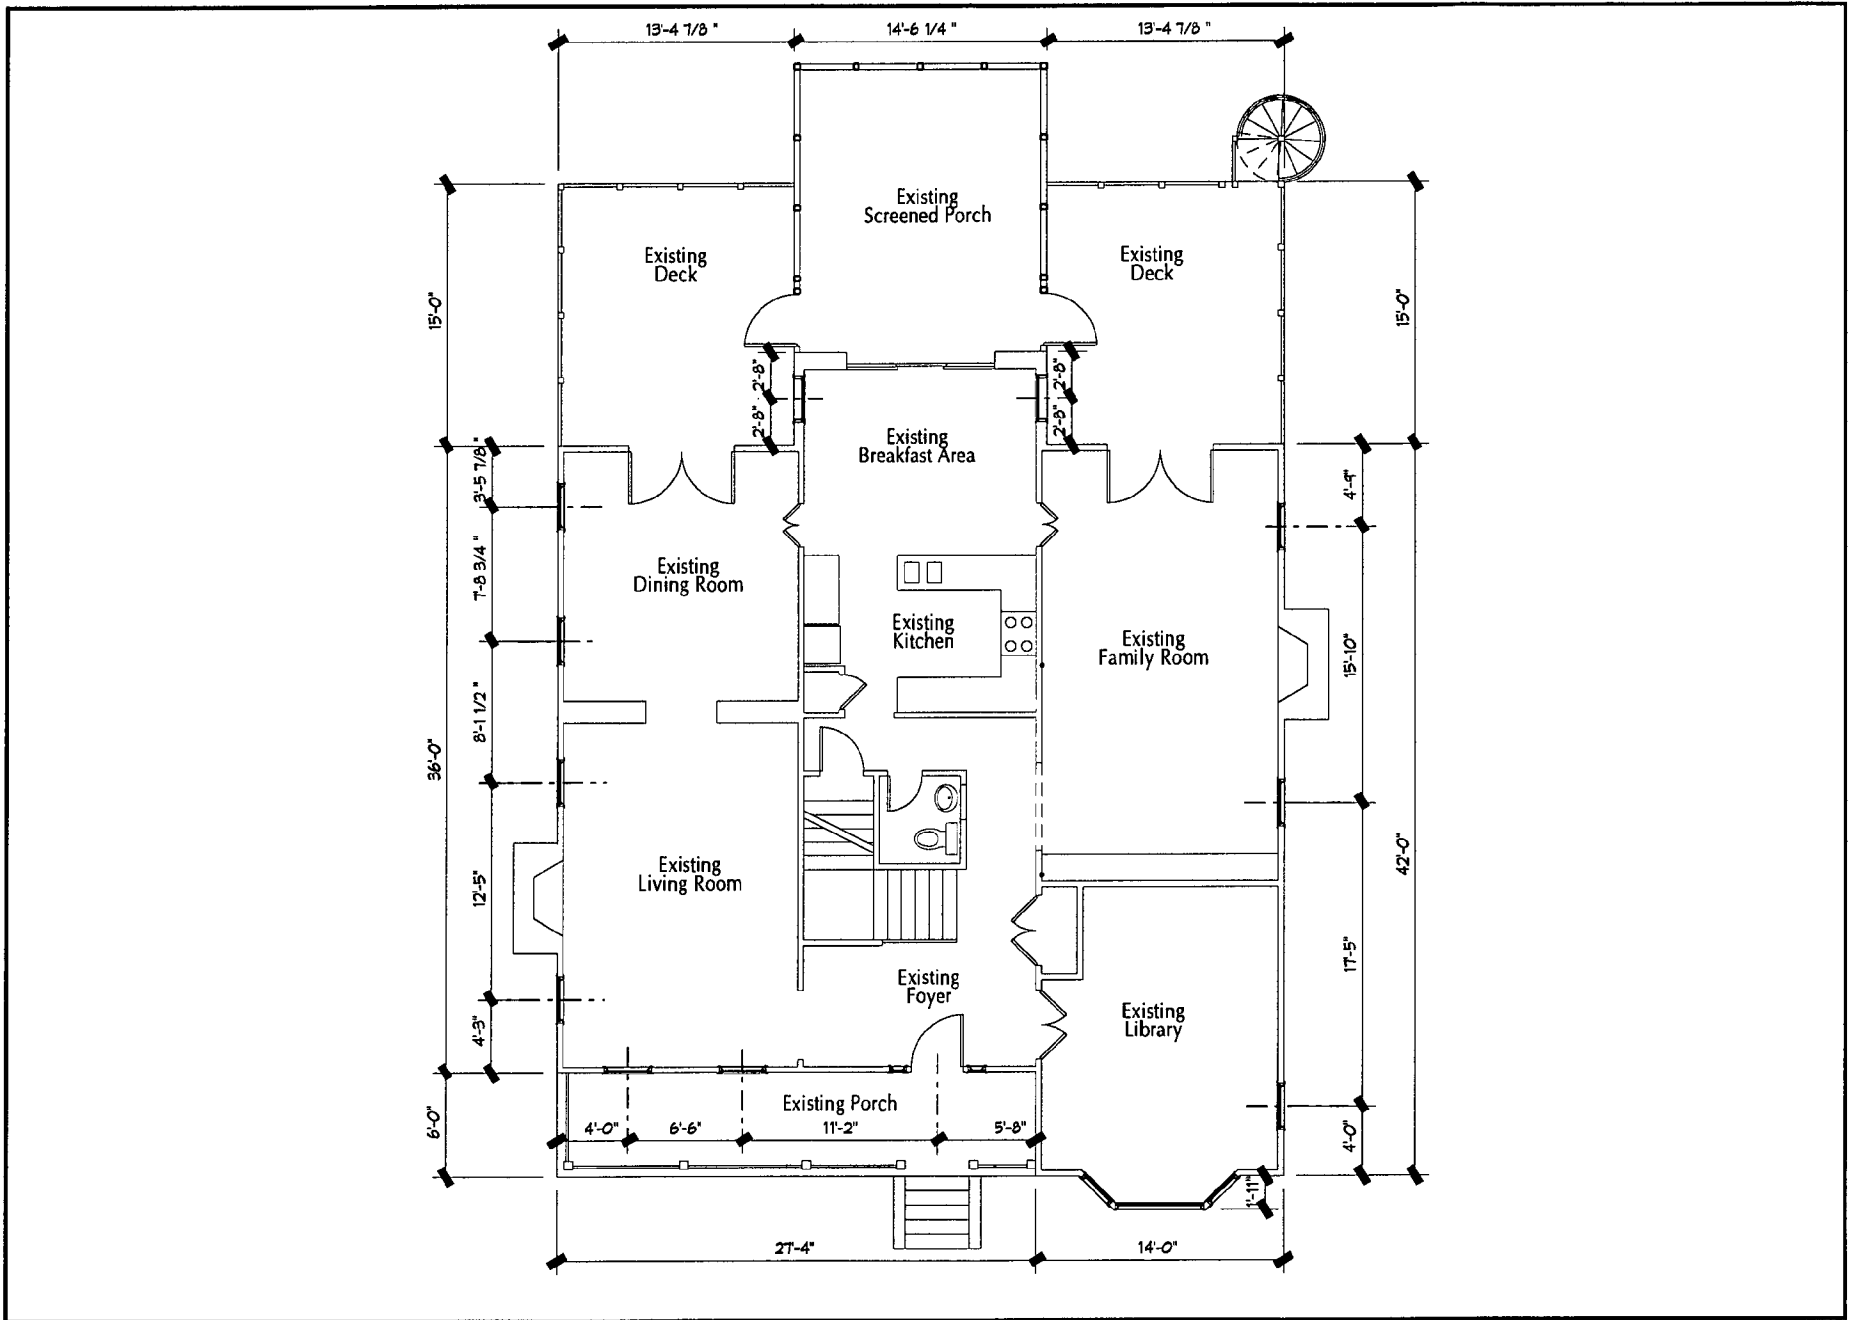 13'-4 7/8 "
14'-6 1/4 "
13'-4 7/8 "
Existing
Screened Porch
Existing
Deck
Existing
Deck
15'-0"
15'-0"
2'-8"
2'-8"
2'-8"
2'-8"
Existing
Breakfast Area
3'-5 7/8"
4'-9"
7'-8 3/4 "
Existing
Dining Room
Existing
Kitchen
Existing
Family Room
15'-10"
8'-1 1/2 "
36'-0"
42'-0"
12'-5"
Existing
Living Room
17'-5"
Existing
Foyer
Existing
Library
4'-3"
Existing Porch
6'-0"
4'-0"
6'-6"
11'-2"
5'-8"
4'-0"
1'-11"
27'-4"
14'-0"